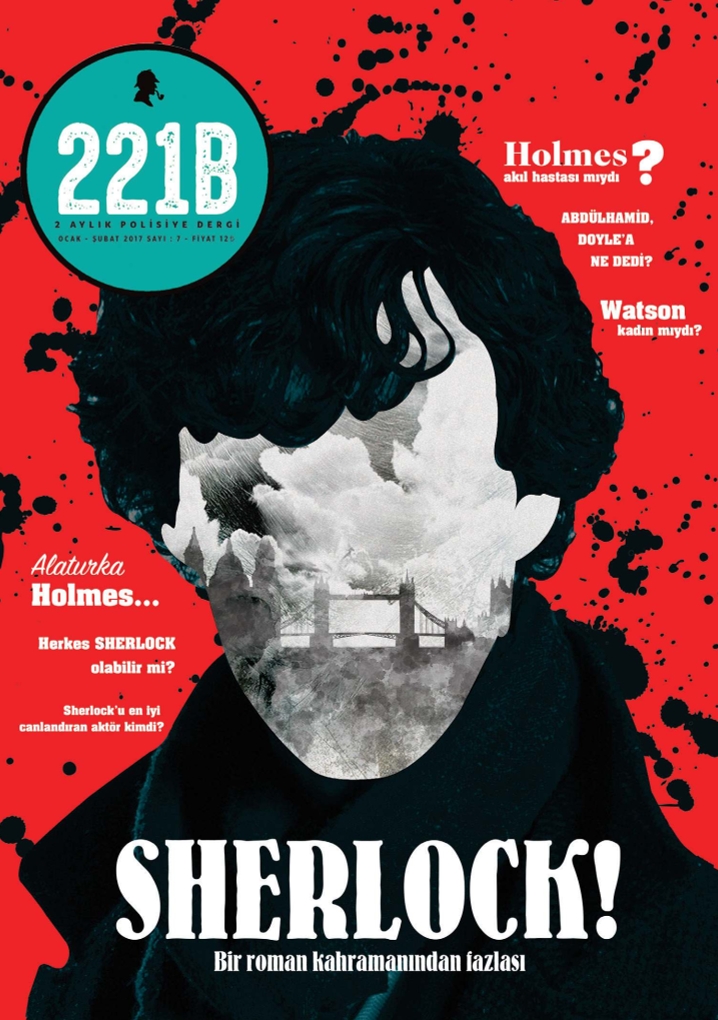 221B
2 AYLIK POLİSİYE DERGİ
OCAK - ŞUBAT 2017 SAYI : 7 - FİYAT 12₺
Holmes?
akıl hastası mıydı
ABDÜLHAMİD,
DOYLE'A
NE DEDİ?
Watson
kadın mıydı?
Alaturka
Holmes...
Herkes SHERLOCK
olabilir mi?
Sherlock'u en iyi
canlandıran aktör kimdi?
SHERLOCK!
Bir roman kahramanından fazlası